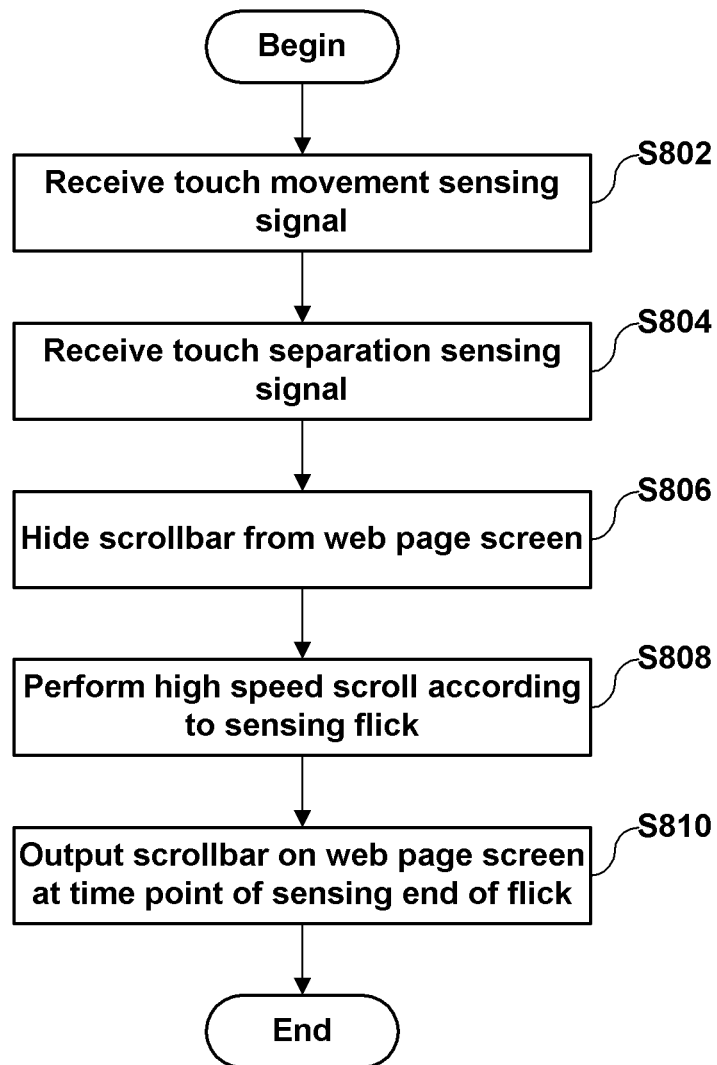 Begin
S802
Receive touch movement sensing
signal
S804
Receive touch separation sensing
signal
S806
Hide scrollbar from web page screen
S808
Perform high speed scroll according
to sensing flick
S810
Output scrollbar on web page screen
at time point of sensing end of flick
End